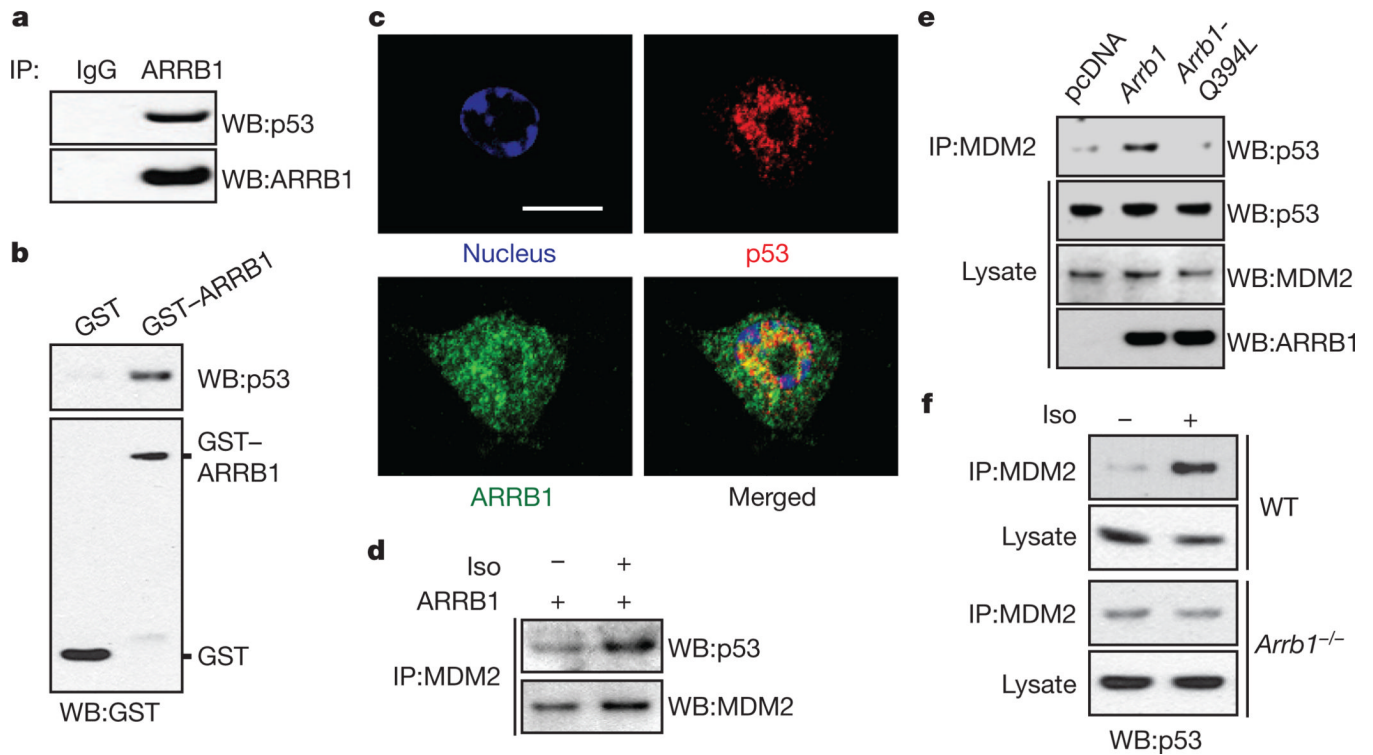 a
IP: IgG ARRB1
WB:p53
WB:ARRB1
b
GST GST–ARRB1
WB:p53
GST–
ARRB1
GST
WB:GST
c
Nucleus p53
ARRB1 Merged
d
Iso – +
ARRB1 + +
IP:MDM2
WB:p53
WB:MDM2
e
pcDNA Arrb1 Arrb1-
Q394L
IP:MDM2 WB:p53
WB:p53
Lysate WB:MDM2
WB:ARRB1
f
Iso – +
IP:MDM2
WT
Lysate
IP:MDM2
Arrb1–/–
Lysate
WB:p53